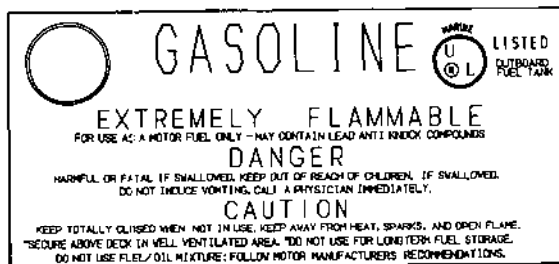 GASOLINE
MARINE
U L
®
LISTED
OUTBOARD
FUEL TANK
EXTREMELY FLAMMABLE
FOR USE AS A MOTOR FUEL ONLY - MAY CONTAIN LEAD ANTI KNOCK COMPOUNDS
DANGER
HARMFUL OR FATAL IF SWALLOWED. KEEP OUT OF REACH OF CHILDREN. IF SWALLOWED,
DO NOT INDUCE VOMITING. CALL A PHYSICIAN IMMEDIATELY.
CAUTION
KEEP TOTALLY CLOSED WHEN NOT IN USE. KEEP AWAY FROM HEAT, SPARKS, AND OPEN FLAME.
"SECURE ABOVE DECK IN WELL VENTILATED AREA. "DO NOT USE FOR LONG TERM FUEL STORAGE.
DO NOT USE FUEL/OIL MIXTURE: FOLLOW MOTOR MANUFACTURERS RECOMMENDATIONS.